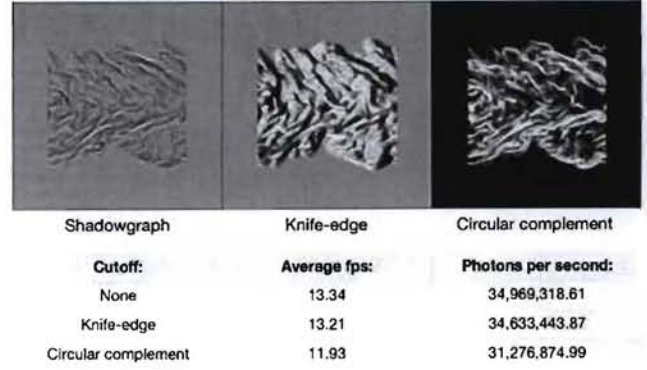 Shadowgraph Knife-edge Circular complement
Cutoff: Average fps: Photons per second:
None 13.34 34,969,318.61
Knife-edge 13.21 34,633,443.87
Circular complement 11.93 31,276,874.99